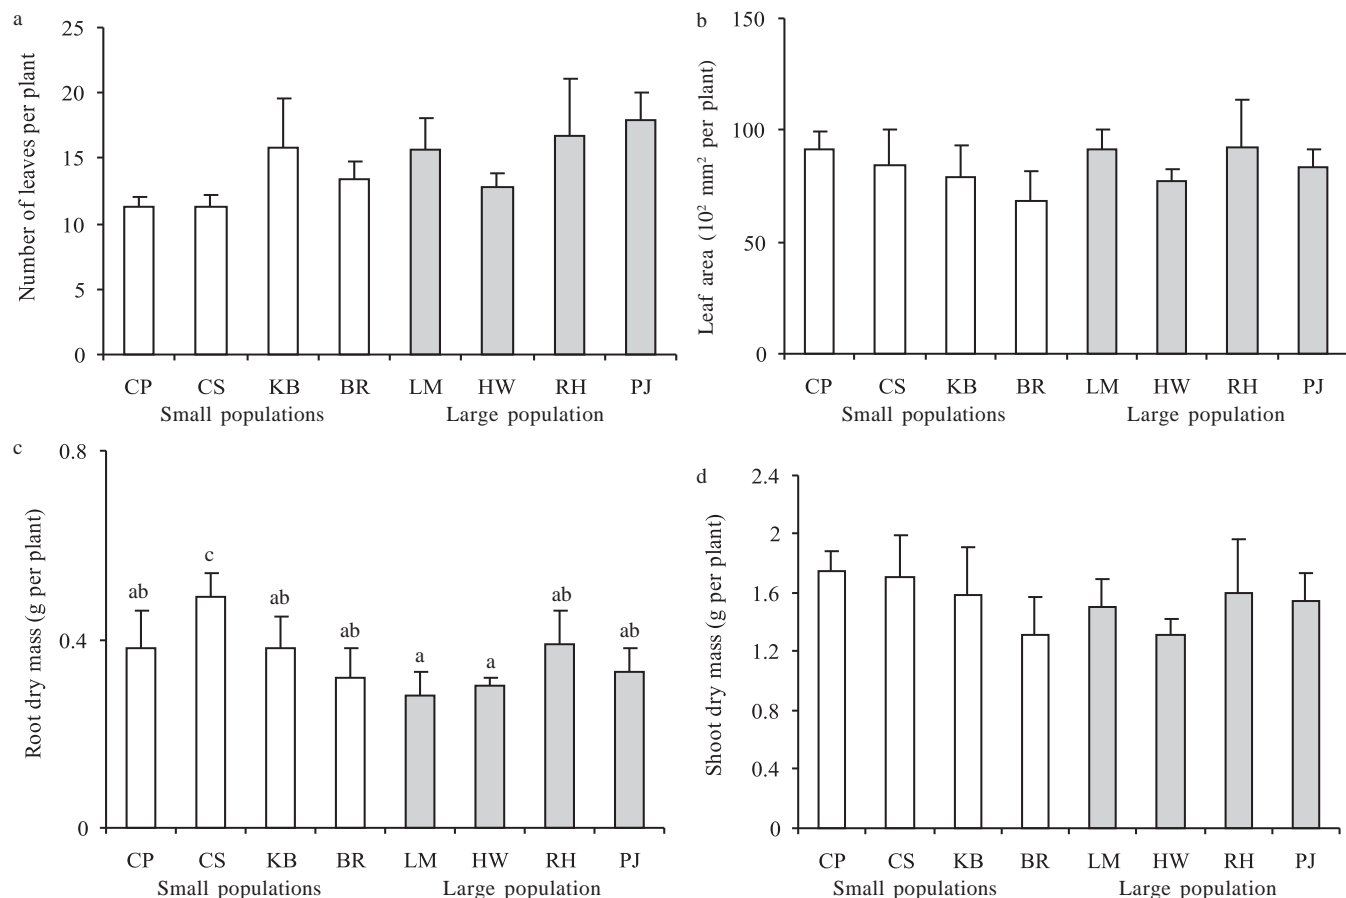 a
25
20
15
10
5
0
Number of leaves per plant
CP CS KB BR LM HW RH PJ
Small populations Large population
b
150
100
50
0
Leaf area (10² mm² per plant)
CP CS KB BR LM HW RH PJ
Small populations Large population
c
0.8
0.4
0
Root dry mass (g per plant)
ab c ab ab a a ab ab
CP CS KB BR LM HW RH PJ
Small populations Large population
d
2.4
2
1.6
1.2
0.8
0.4
0
Shoot dry mass (g per plant)
CP CS KB BR LM HW RH PJ
Small populations Large population